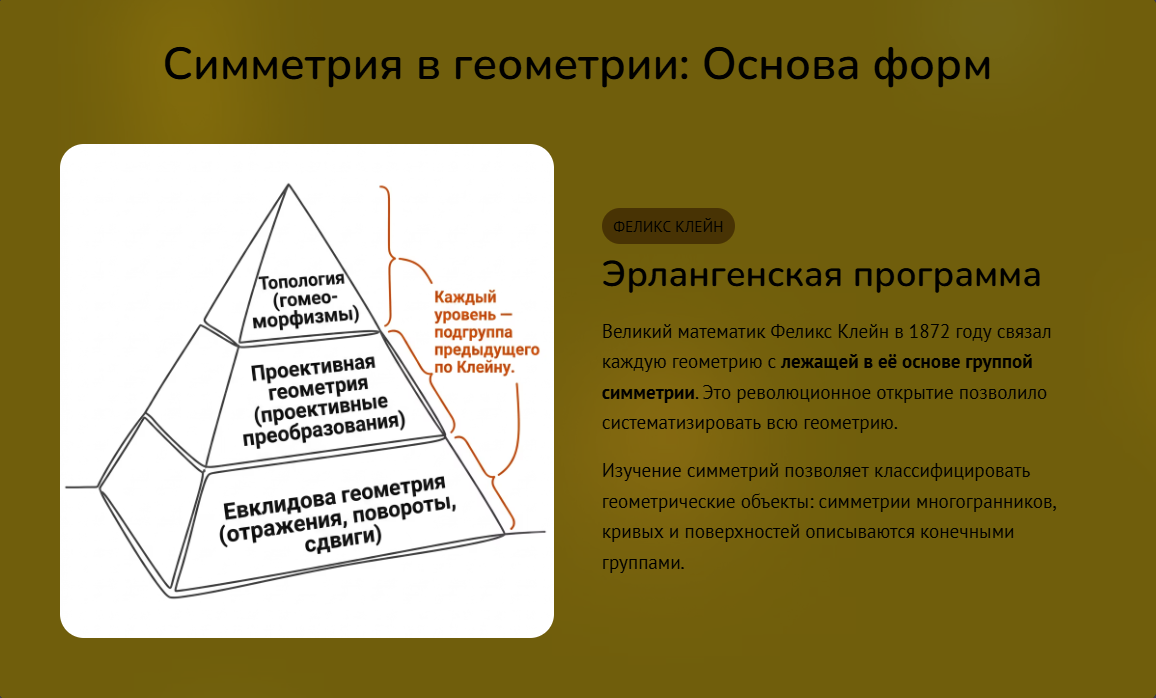 Симметрия в геометрии: Основа форм
Топология
(гомео-
морфизмы)
Проективная
геометрия
(проективные
преобразования)
Евклидова геометрия
(отражения, повороты,
сдвиги)
Каждый
уровень —
подгруппа
предыдущего
по Клейну.
ФЕЛИКС КЛЕЙН
Эрлангенская программа
Великий математик Феликс Клейн в 1872 году связал
каждую геометрию с лежащей в её основе группой
симметрии. Это революционное открытие позволило
систематизировать всю геометрию.
Изучение симметрий позволяет классифицировать
геометрические объекты: симметрии многогранников,
кривых и поверхностей описываются конечными
группами.